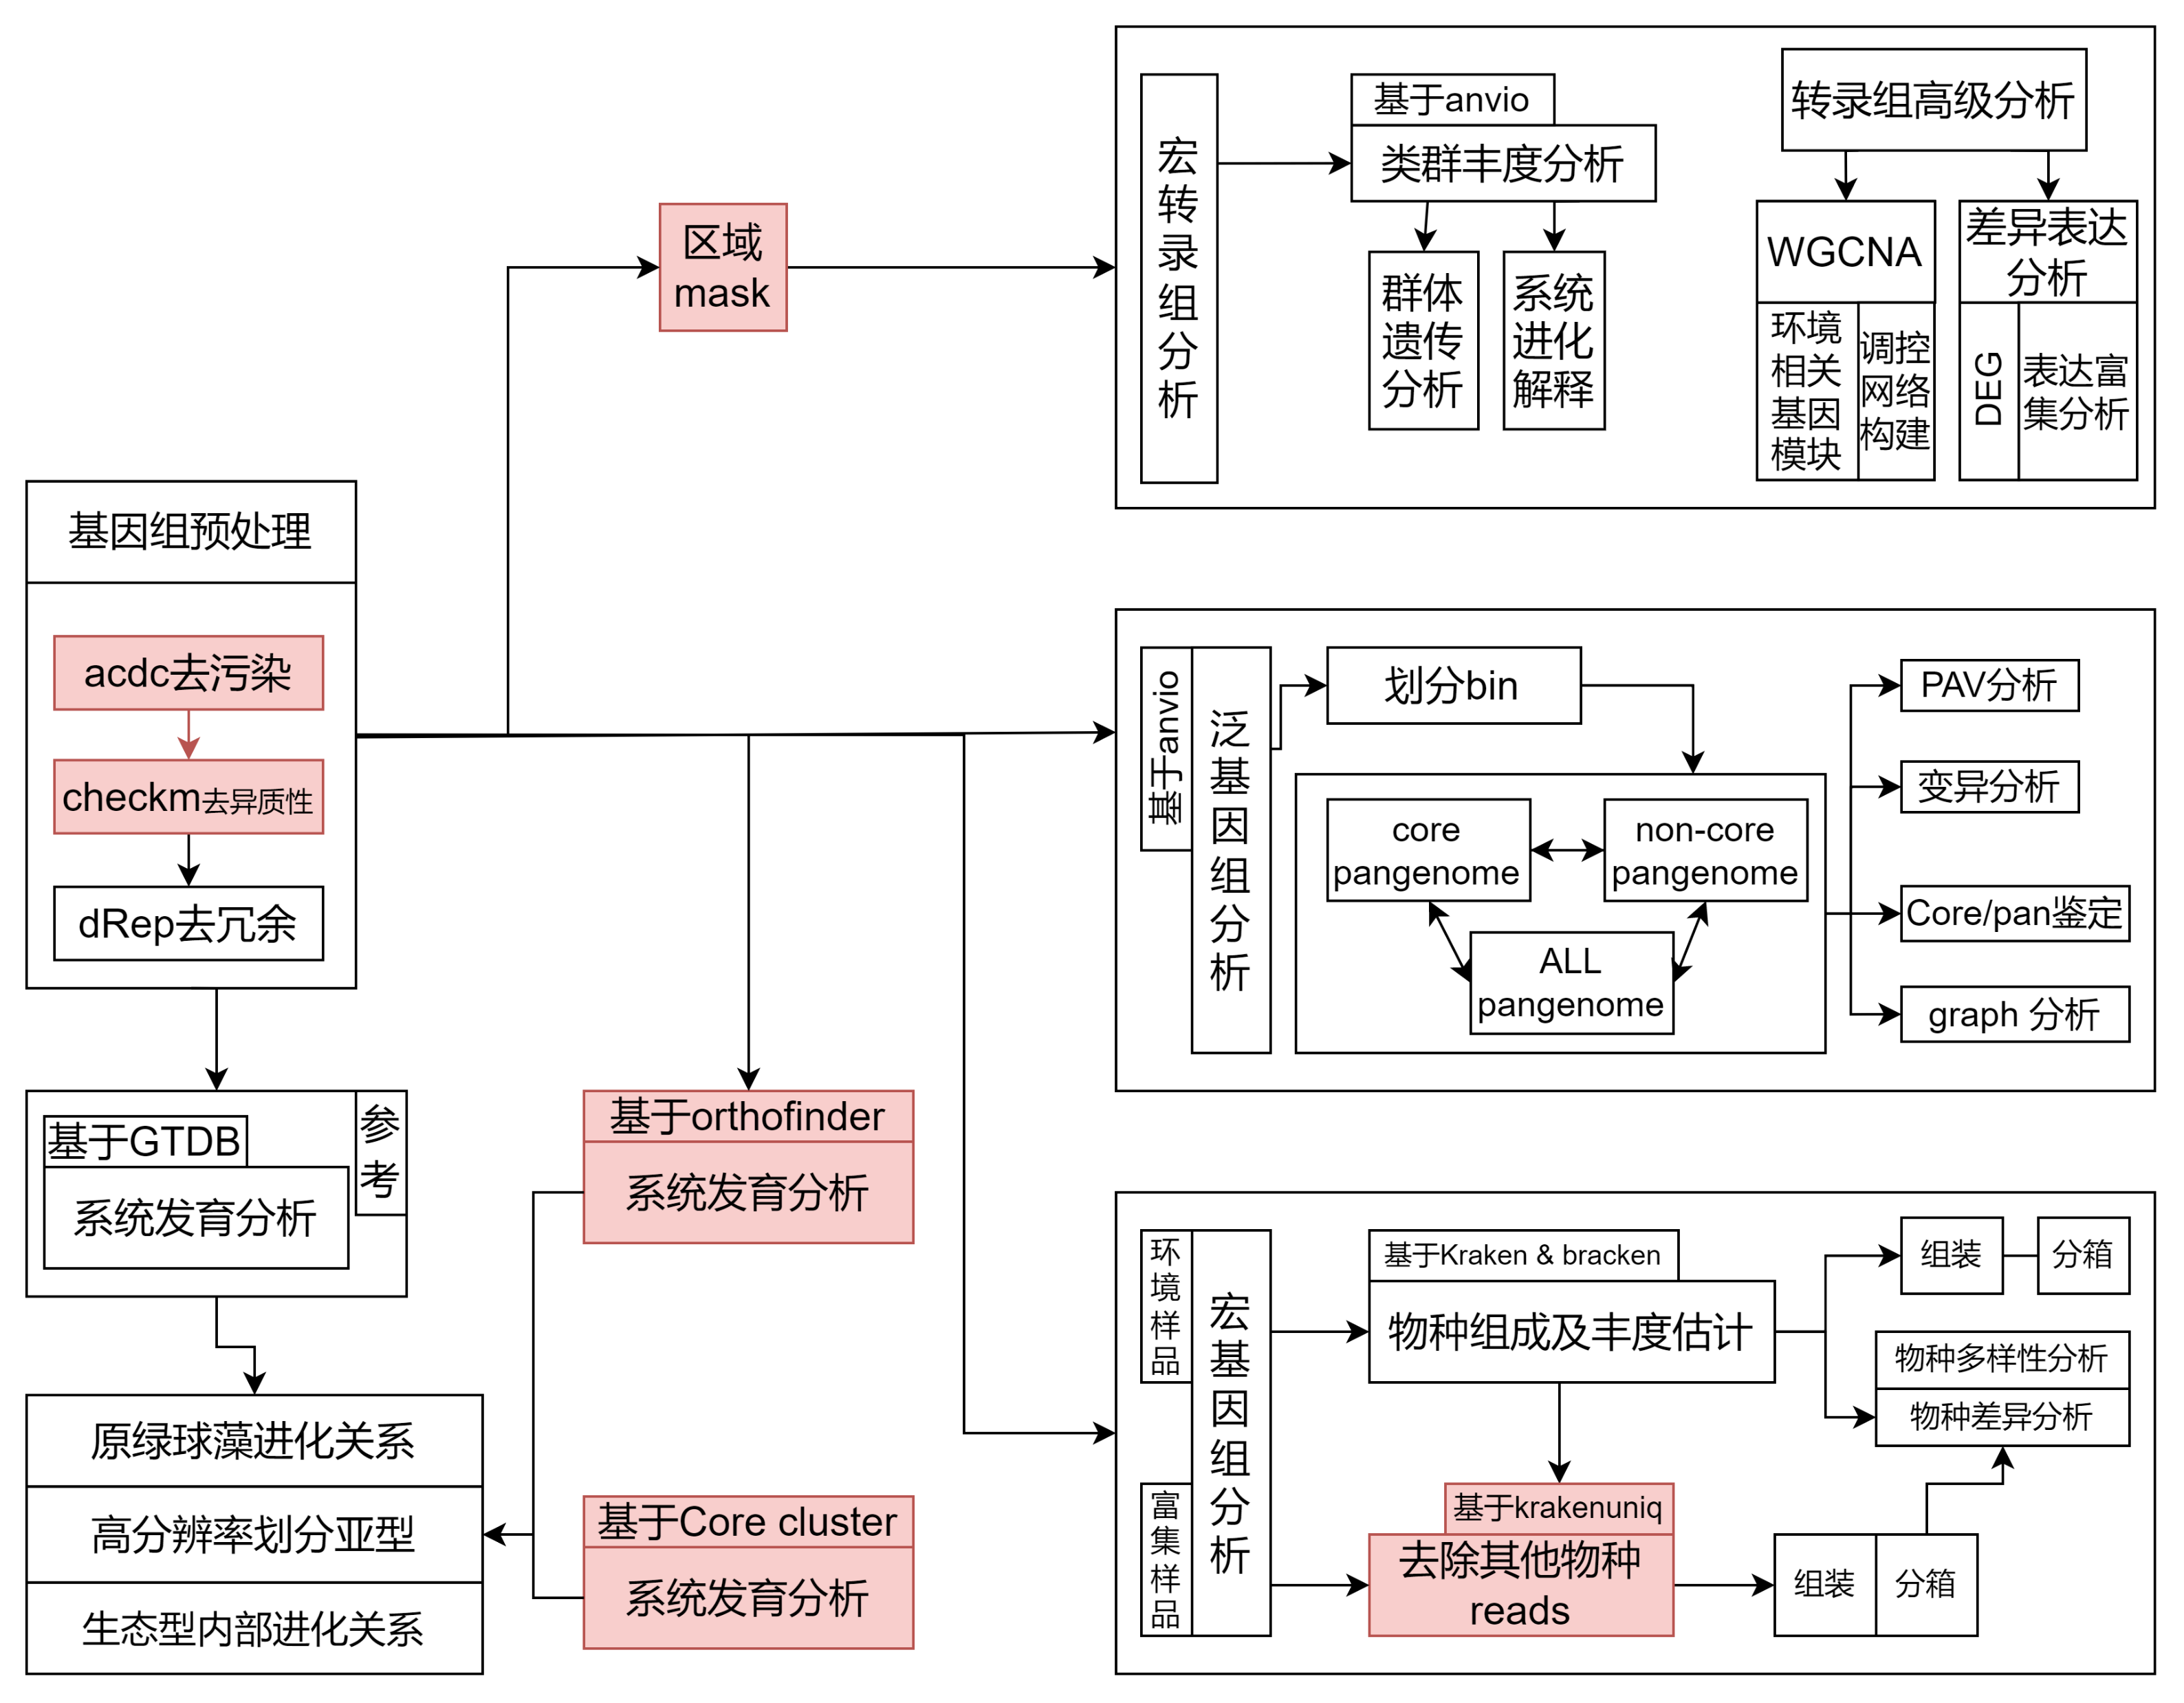 基因组预处理
acdc去污染
checkm去异质性
dRep去冗余
参
考
基于GTDB
系统发育分析
原绿球藻进化关系
高分辨率划分亚型
生态型内部进化关系
区域
mask
基于orthofinder
系统发育分析
基于Core cluster
系统发育分析
宏
转
录
组
分
析
基于anvio
类群丰度分析
群体
遗传
分析
系统
进化
解释
转录组高级分析
WGCNA
环境
相关
基因
模块
调控
网络
构建
差异表达
分析
DEG
表达富
集分析
基于anvio
泛
基
因
组
分
析
划分bin
core
pangenome
non-core
pangenome
ALL
pangenome
PAV分析
变异分析
Core/pan鉴定
graph 分析
环
境
样
品
富
集
样
品
宏
基
因
组
分
析
基于Kraken & bracken
物种组成及丰度估计
组装
分箱
物种多样性分析
物种差异分析
基于krakenuniq
去除其他物种
reads
组装
分箱